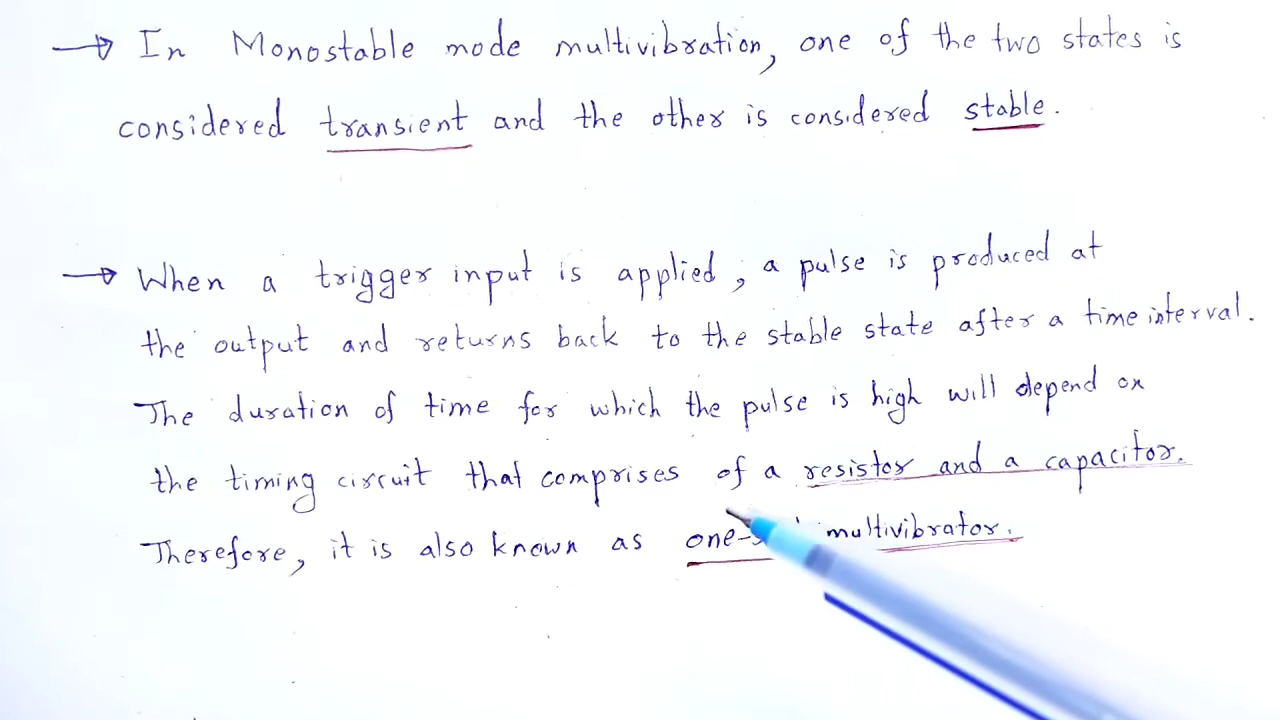 → In Monostable mode multivibration, one of the two states is
considered transient and the other is considered stable.
→ When a trigger input is applied, a pulse is produced at
the output and returns back to the stable state after a time interval.
The duration of time for which the pulse is high will depend on
the timing circuit that comprises of a resistor and a capacitor.
Therefore, it is also known as multivibrator.